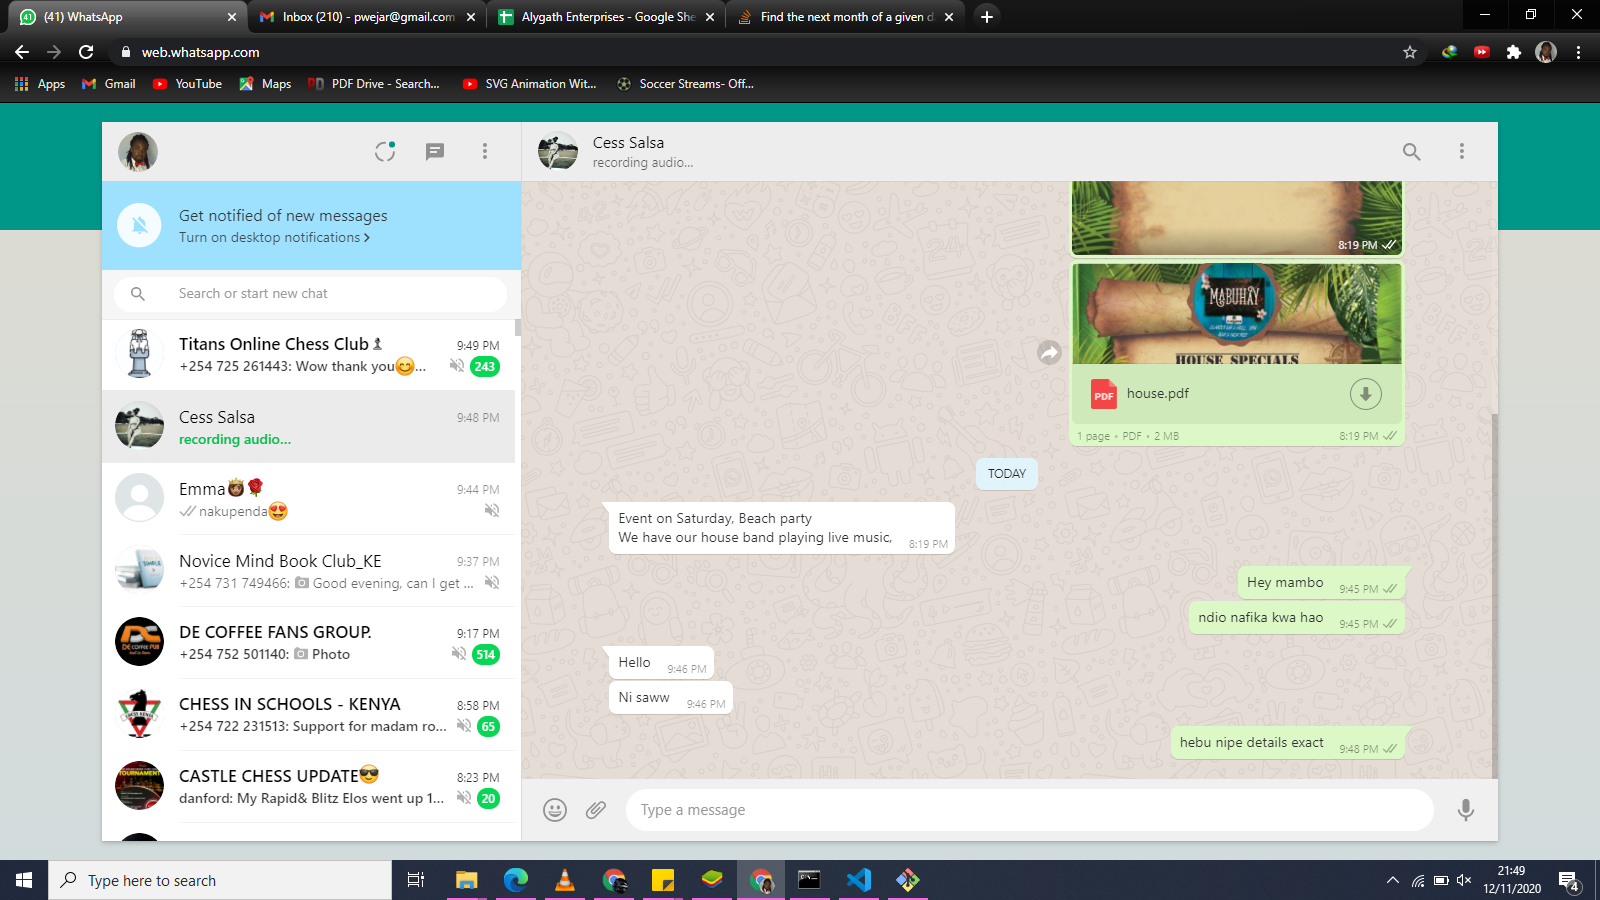 (41) WhatsApp
Inbox (210) - pwejar@gmail.com
Alygath Enterprises - Google She
Find the next month of a given d
web.whatsapp.com
Apps
Gmail
YouTube
Maps
PDF Drive - Search...
SVG Animation Wit...
Soccer Streams- Off...
Get notified of new messages
Turn on desktop notifications >
Search or start new chat
Titans Online Chess Club♟ 9:49 PM
+254 725 261443: Wow thank you😊... 243
Cess Salsa 9:48 PM
recording audio...
Emma👸🏾🌹 9:44 PM
nakupenda😍
Novice Mind Book Club_KE 9:37 PM
+254 731 749466: 📷 Good evening, can I get ...
DE COFFEE FANS GROUP. 9:17 PM
+254 752 501140: 📷 Photo 514
CHESS IN SCHOOLS - KENYA 8:58 PM
+254 722 231513: Support for madam ro... 65
CASTLE CHESS UPDATE😎 8:23 PM
danford: My Rapid& Blitz Elos went up 1... 20
Cess Salsa
recording audio...
8:19 PM
MABUHAY
HOUSE SPECIALS
PDF
house.pdf
1 page • PDF • 2 MB 8:19 PM
TODAY
Event on Saturday, Beach party
We have our house band playing live music, 8:19 PM
Hey mambo 9:45 PM
ndio nafika kwa hao 9:45 PM
Hello 9:46 PM
Ni saww 9:46 PM
hebu nipe details exact 9:48 PM
Type a message
Type here to search
21:49
12/11/2020
4